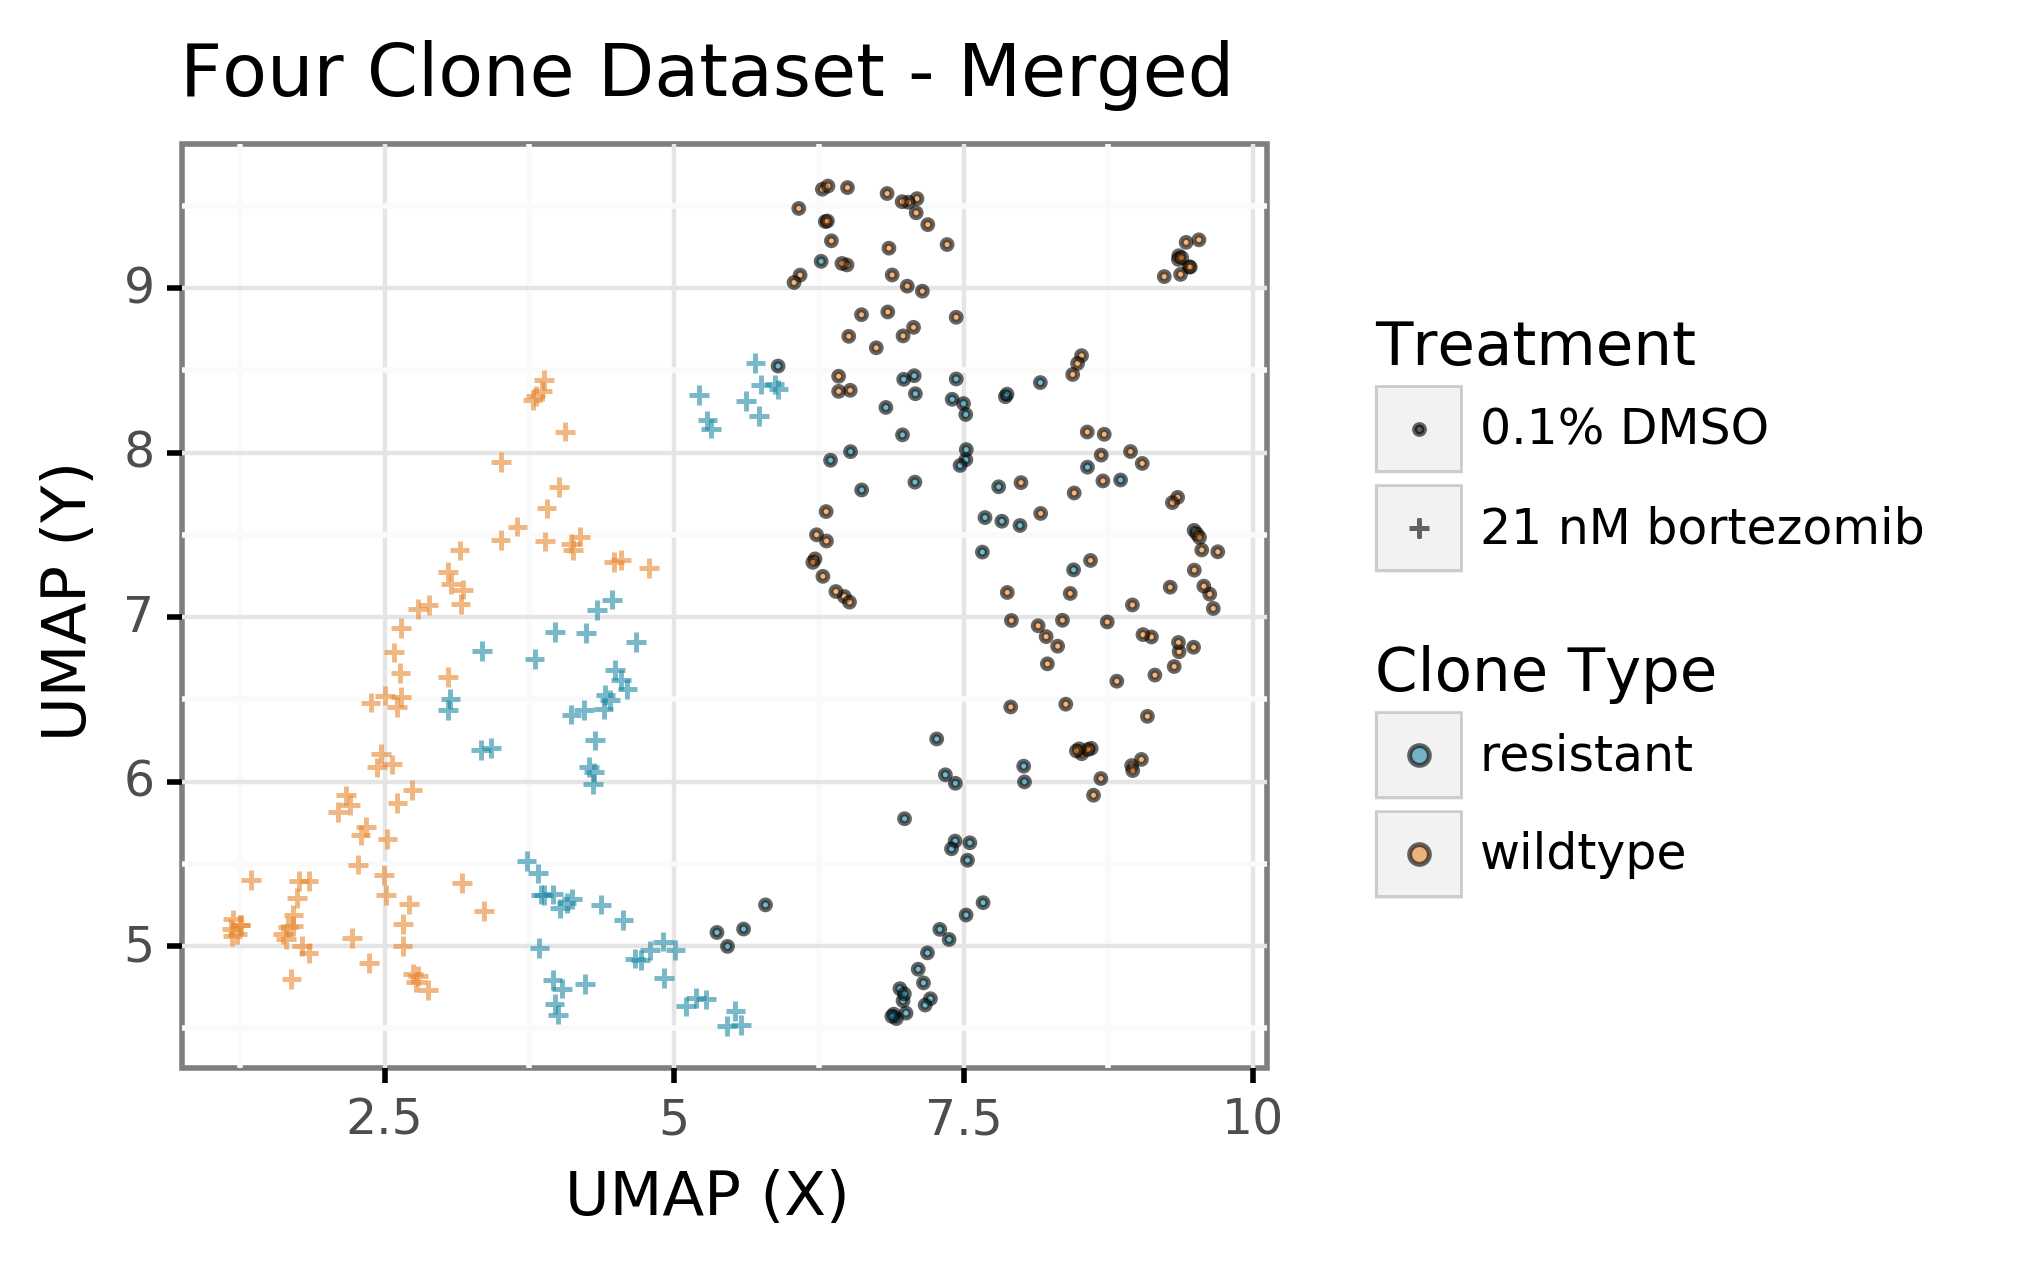 Four Clone Dataset - Merged
UMAP (Y)
9
8
7
6
5
2.5 5 7.5 10
UMAP (X)
Treatment
0.1% DMSO
21 nM bortezomib
Clone Type
resistant
wildtype